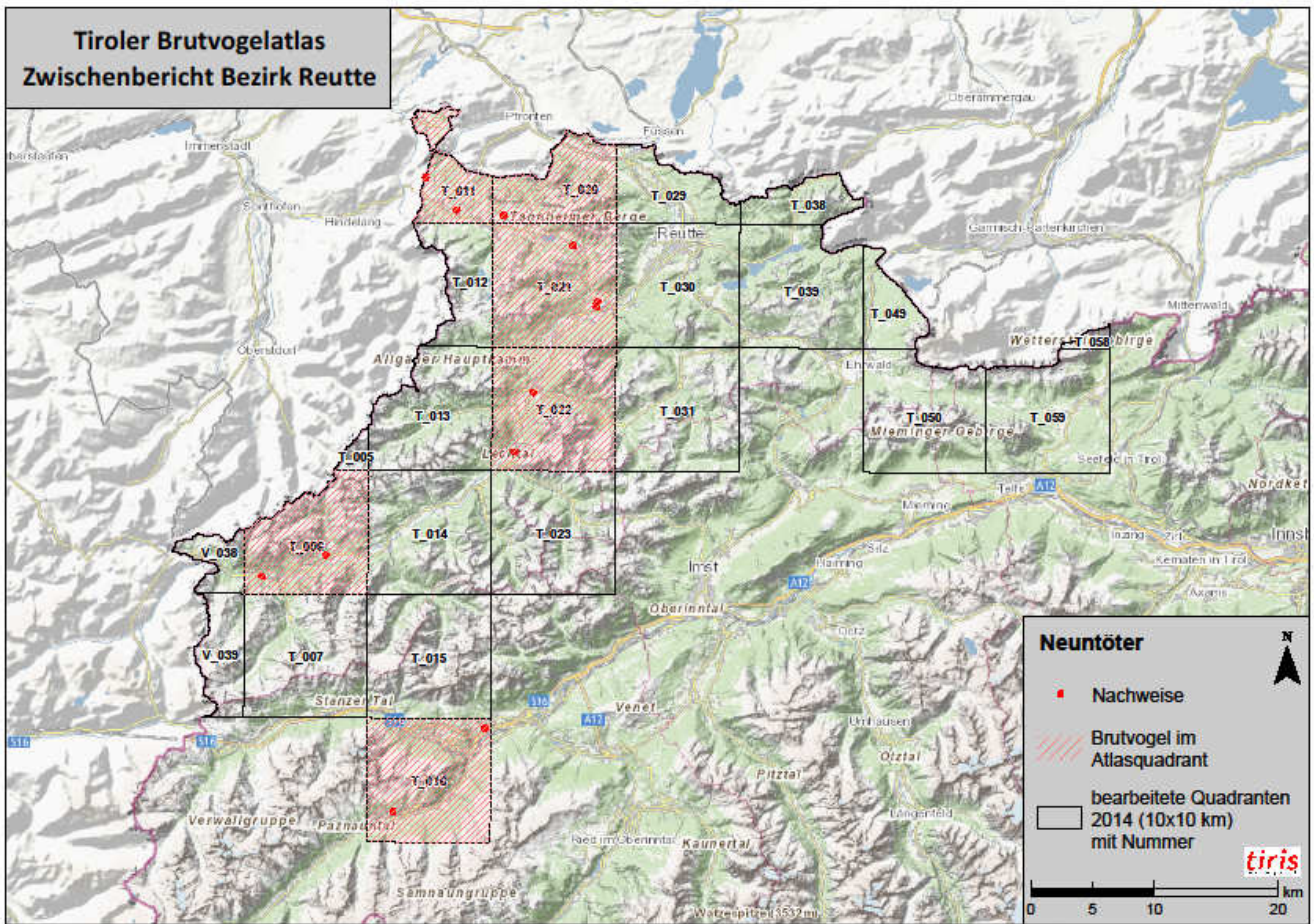 Tiroler Brutvogelatlas
Zwischenbericht Bezirk Reutte
Oberammergau
Pfronten
Füssen
Immenstadt
Sonthofen
Hindelang
T_011
T_020
T_029
T_038
Tannheimer Berge
Reutte
Garmisch-Partenkirchen
T_012
T_021
T_030
T_039
T_049
Mittenwald
Oberstdorf
Allgäuer Hauptkamm
Ehrwald
T_058
T_013
T_022
T_031
T_050
T_059
Mieminger Gebirge
Lechtal
T_005
Seefeld in Tirol
Telfs
A12
Mieming
V_038
T_006
T_014
T_023
Imst
Silz
Haiming
Inzing
Zirl
Kematen in Tirol
Axams
A12
Oberinntal
Oetz
V_039
T_007
T_015
Stanzer Tal
S16
Venet
A12
S16
S16
S16
Umhausen
Ötztal
Pitztal
T_016
Verwallgruppe
Paznauntal
Längenfeld
Ried im Oberinntal
Kaunertal
Samnaungruppe
Neuntöter
N
Nachweise
Brutvogel im
Atlasquadrant
bearbeitete Quadranten
2014 (10x10 km)
mit Nummer
tiris
km
0 5 10 20